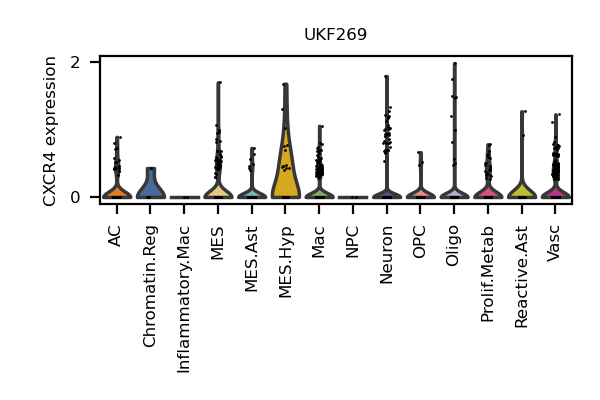 UKF269
CXCR4 expression
2
0
AC
Chromatin.Reg
Inflammatory.Mac
MES
MES.Ast
MES.Hyp
Mac
NPC
Neuron
OPC
Oligo
Prolif.Metab
Reactive.Ast
Vasc